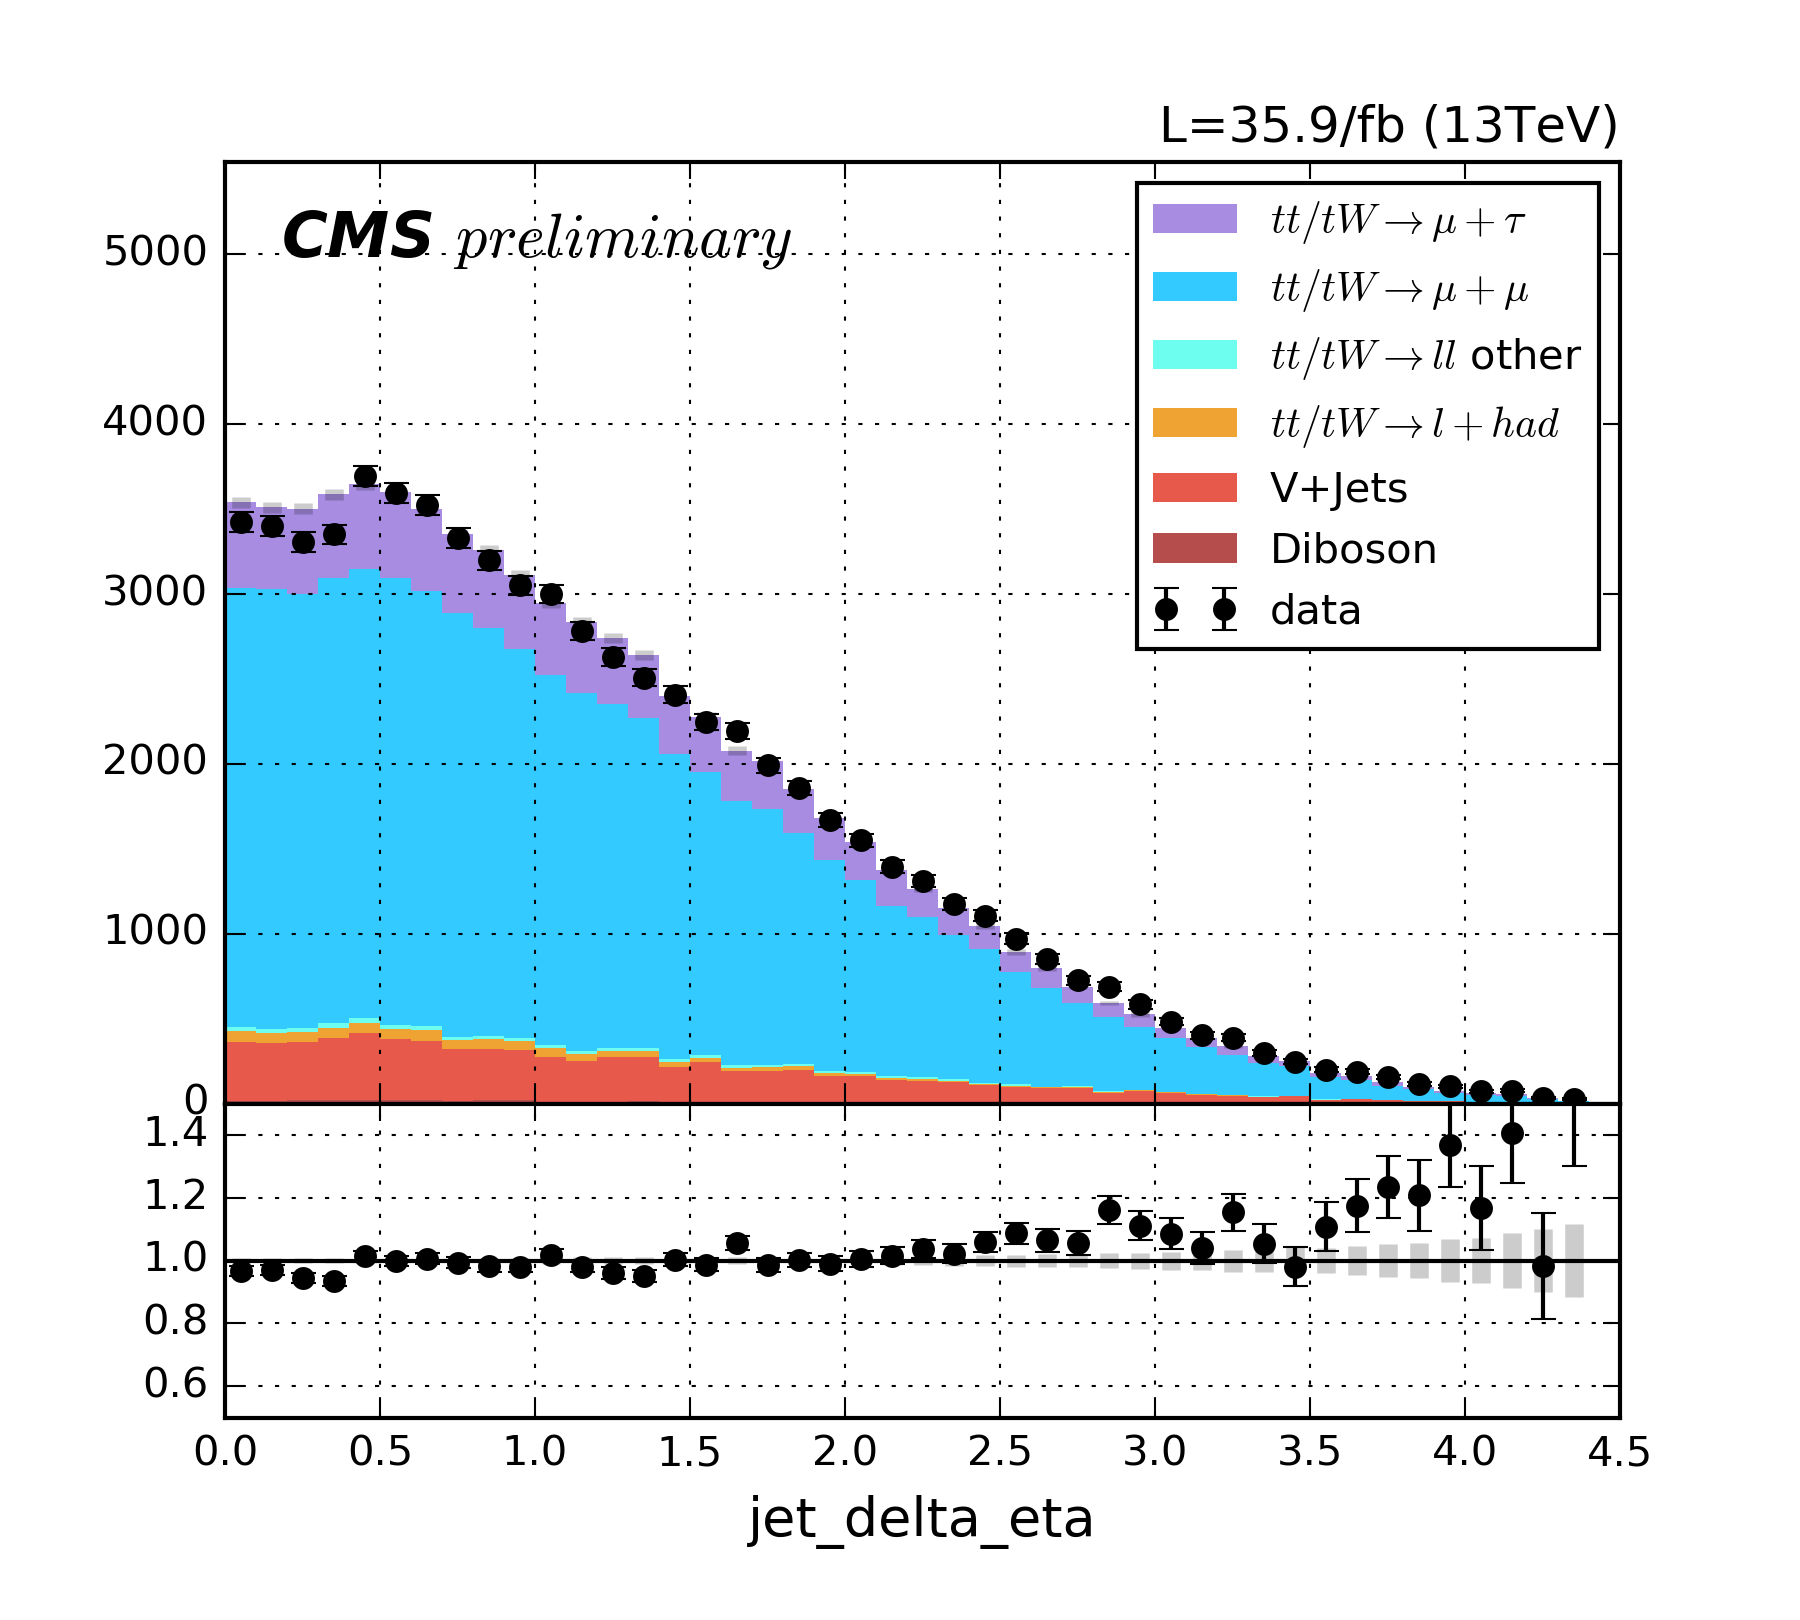 L=35.9/fb (13TeV)
CMS preliminary
tt/tW→μ+τ
tt/tW→μ+μ
tt/tW→ll other
tt/tW→l+had
V+Jets
Diboson
data
5000
4000
3000
2000
1000
0
1.4
1.2
1.0
0.8
0.6
0.0 0.5 1.0 1.5 2.0 2.5 3.0 3.5 4.0 4.5
jet_delta_eta